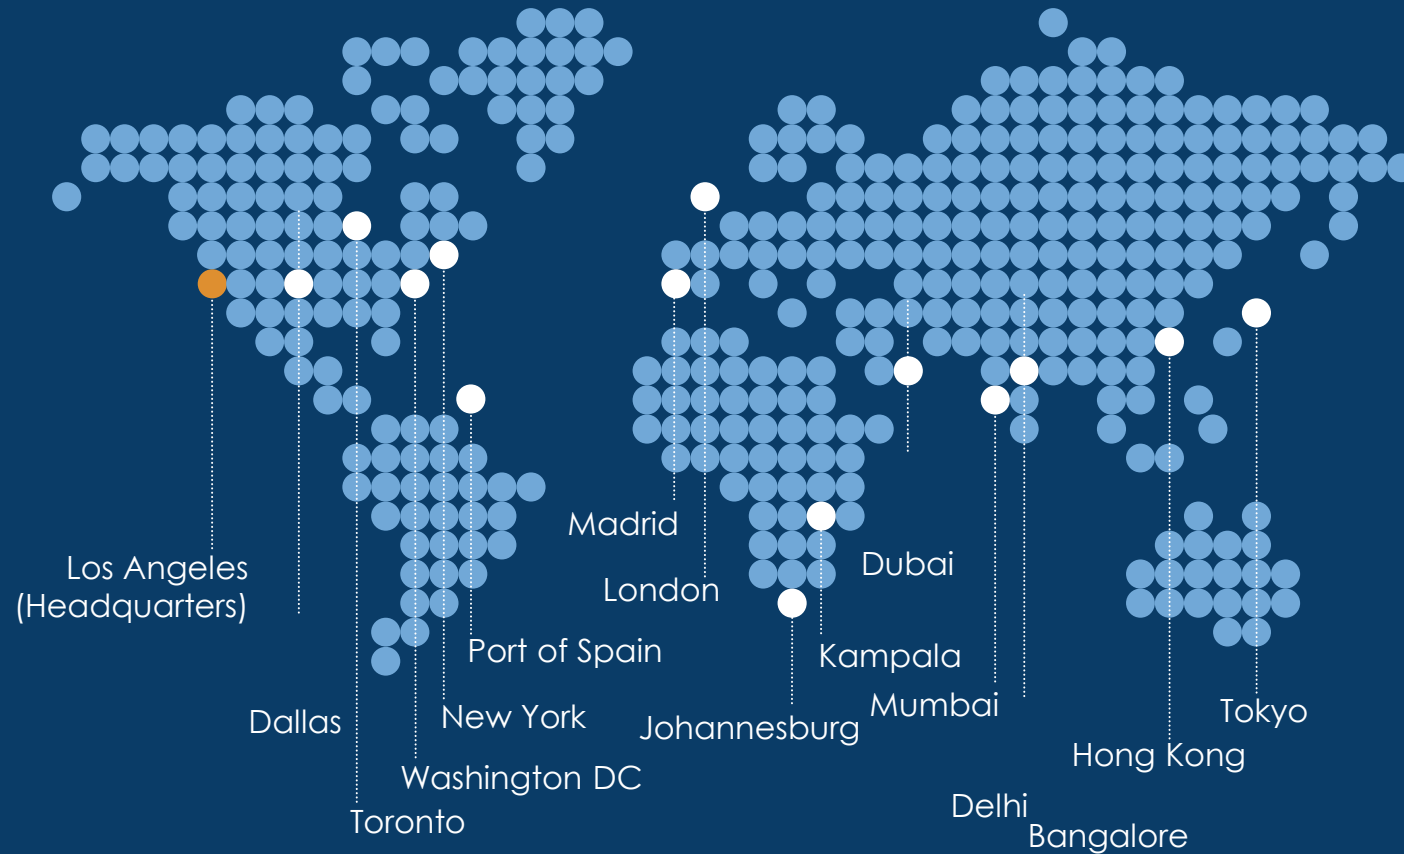 Madrid
Dubai
Los Angeles
(Headquarters)
London
Port of Spain
Kampala
Mumbai
Dallas
New York
Johannesburg
Tokyo
Hong Kong
Washington DC
Delhi
Toronto
Bangalore